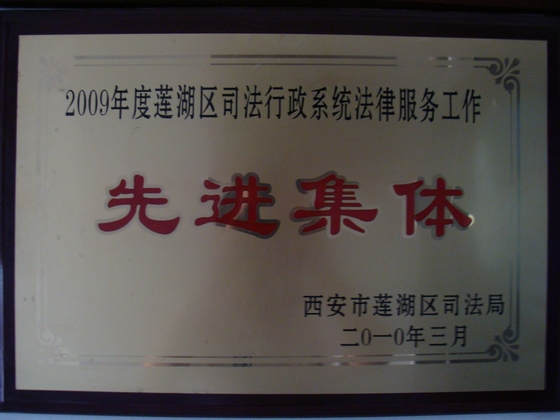 2009年度莲湖区司法行政系统法律服务工作
先进集体
西安市莲湖区司法局
二0一0年三月